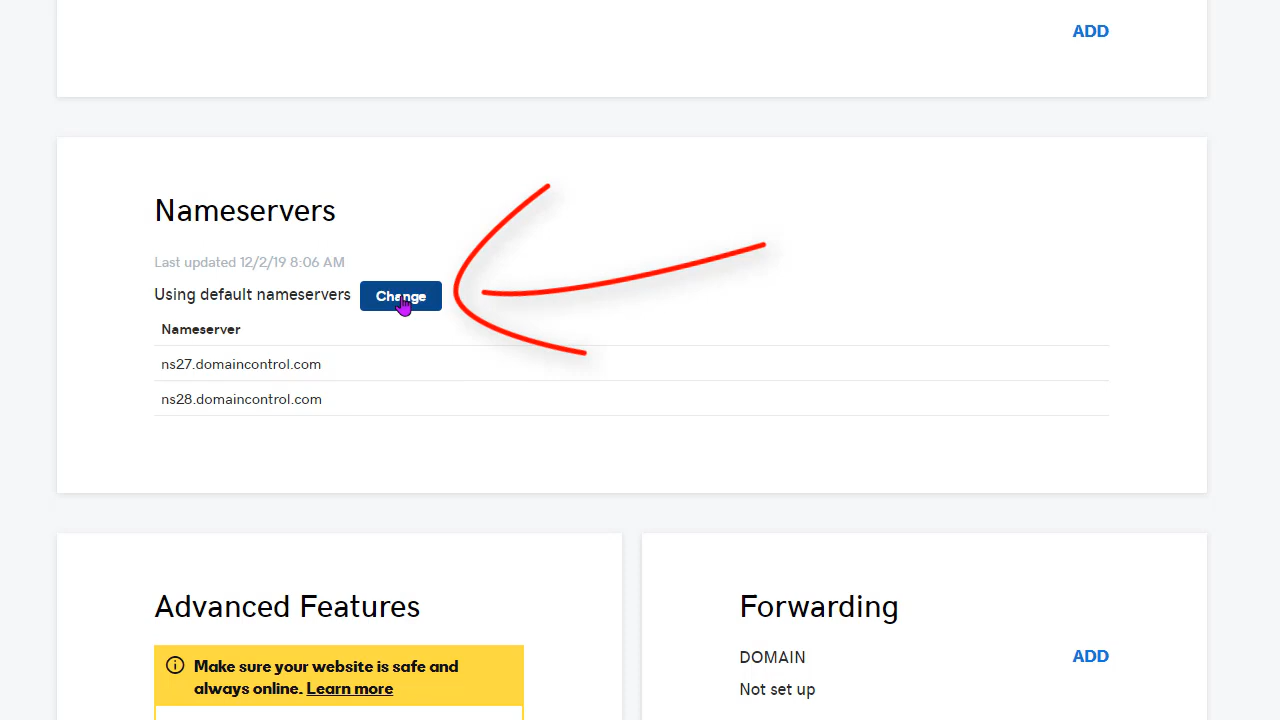 ADD
Nameservers
Last updated 12/2/19 8:06 AM
Using default nameservers Change
Nameserver
ns27.domaincontrol.com
ns28.domaincontrol.com
Advanced Features
Make sure your website is safe and
always online. Learn more
Forwarding
DOMAIN ADD
Not set up